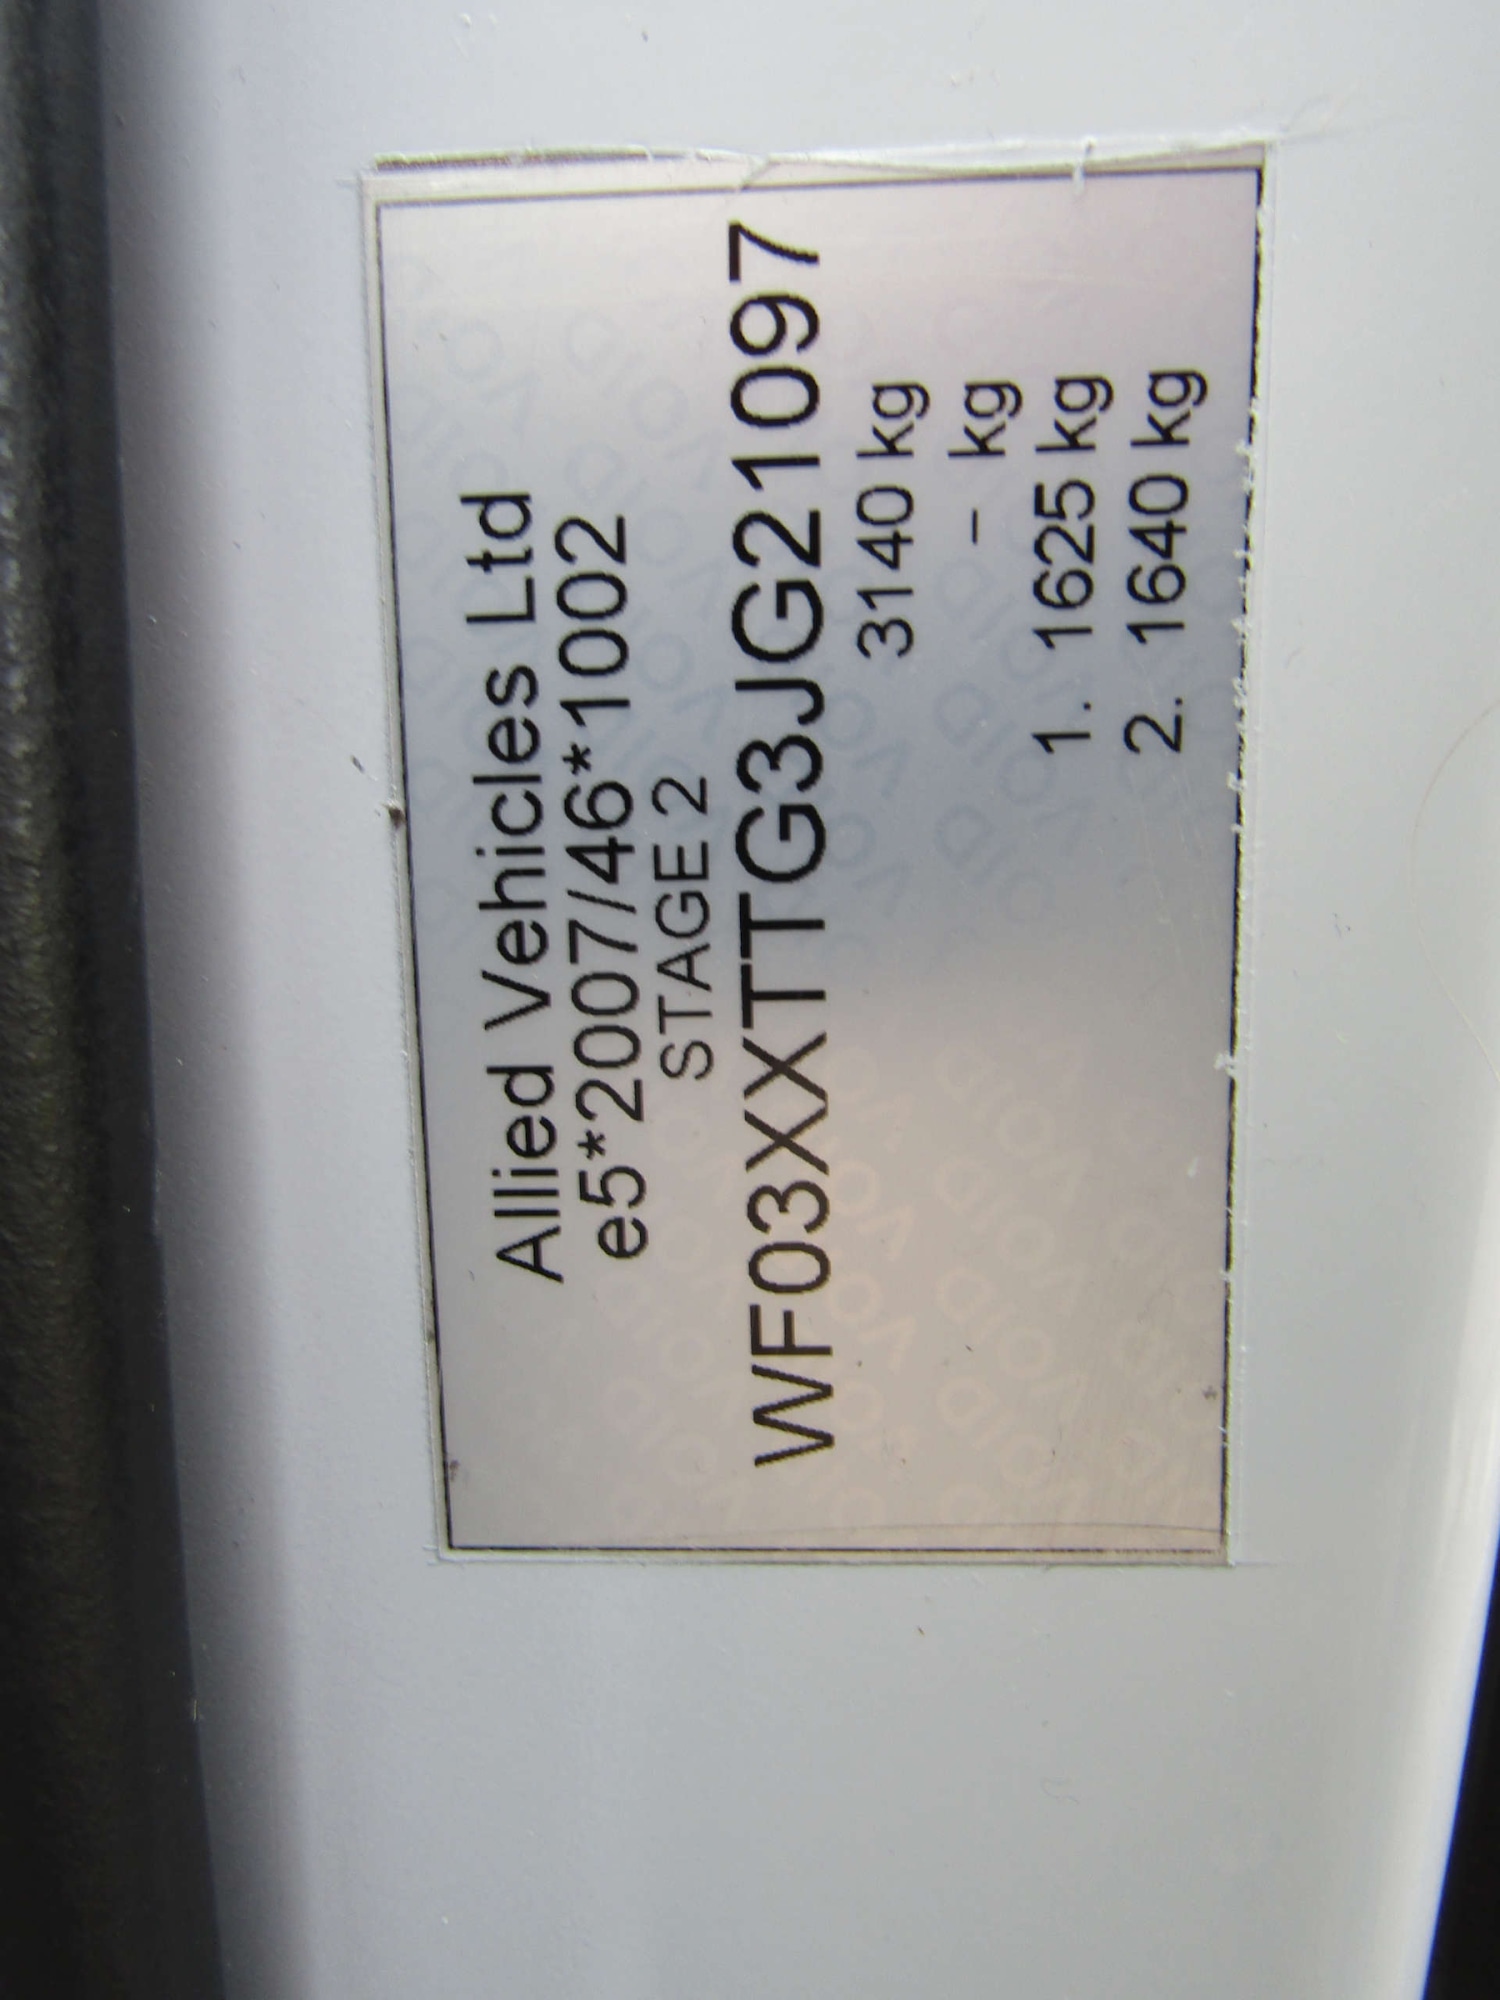 Allied Vehicles Ltd
e5*2007/46*1002
STAGE 2
WF03XXTTG3JG21097
3140 kg
– kg
1. 1625 kg
2. 1640 kg